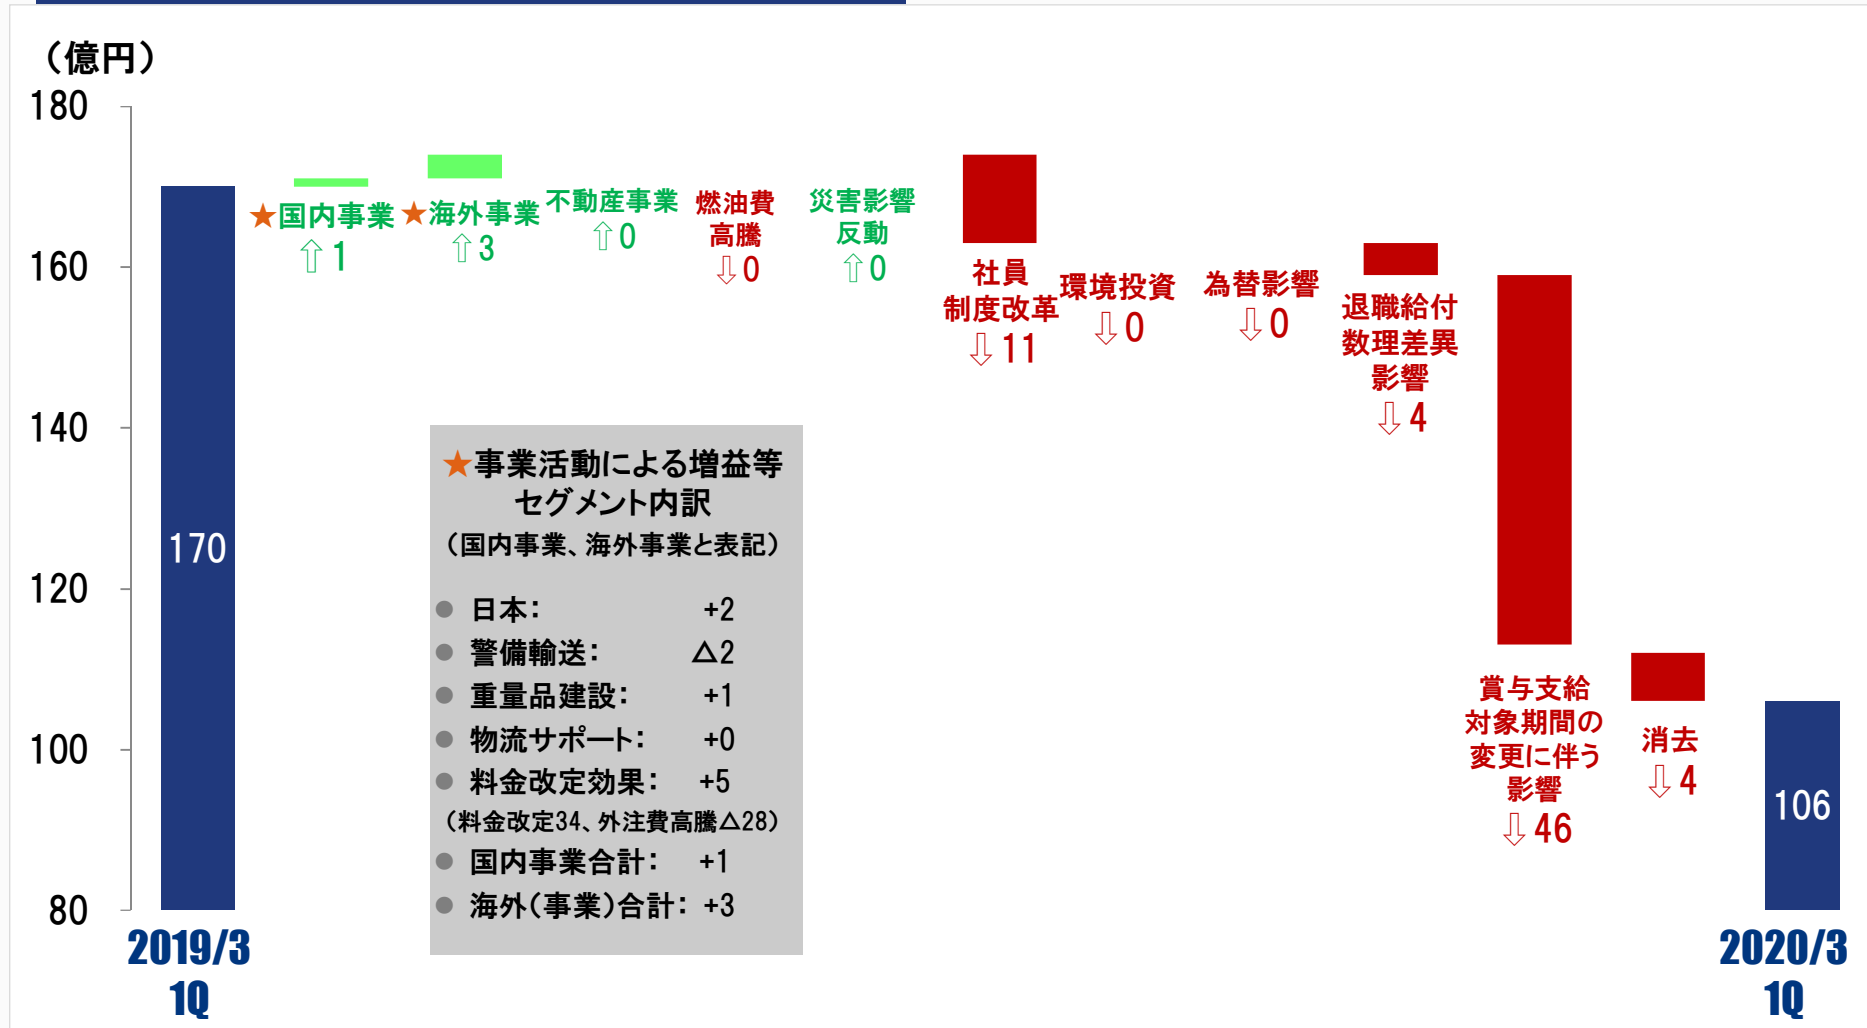 （億円）
180
160
140
120
100
80
170
★国内事業
⇧1
★海外事業
⇧3
不動産事業
⇧0
燃油費
高騰
⇩0
災害影響
反動
⇧0
社員
制度改革
⇩11
環境投資
⇩0
為替影響
⇩0
退職給付
数理差異
影響
⇩4
賞与支給
対象期間の
変更に伴う
影響
⇩46
消去
⇩4
106
★事業活動による増益等
セグメント内訳
（国内事業、海外事業と表記）
● 日本： +2
● 警備輸送： △2
● 重量品建設： +1
● 物流サポート： +0
● 料金改定効果： +5
（料金改定34、外注費高騰△28）
● 国内事業合計： +1
● 海外（事業）合計： +3
2019/3
1Q
2020/3
1Q